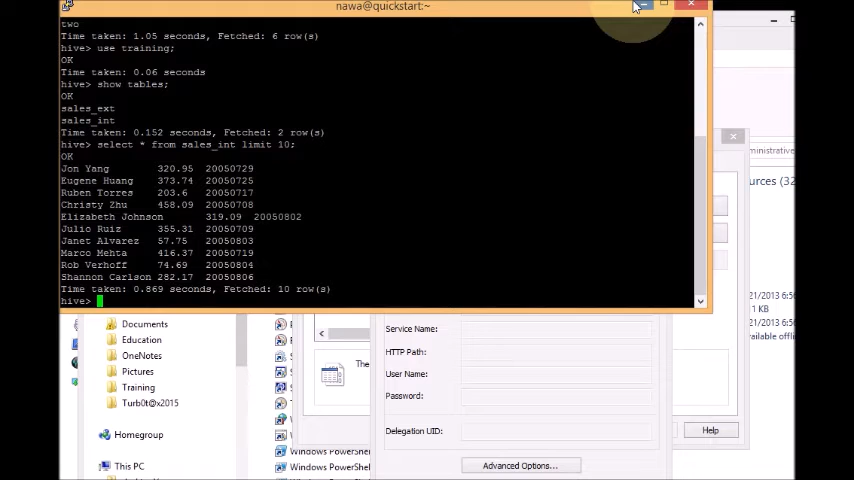 nawa@quickstart:~
two
Time taken: 1.05 seconds, Fetched: 6 row(s)
hive> use training;
OK
Time taken: 0.06 seconds
hive> show tables;
OK
sales_ext
sales_int
Time taken: 0.152 seconds, Fetched: 2 row(s)
hive> select * from sales_int limit 10;
OK
Jon Yang 320.95 20050729
Eugene Huang 373.74 20050725
Ruben Torres 203.6 20050717
Christy Zhu 458.09 20050708
Elizabeth Johnson 319.09 20050802
Julio Ruiz 355.31 20050709
Janet Alvarez 57.75 20050803
Marco Mehta 416.37 20050719
Rob Verhoff 74.69 20050804
Shannon Carlson 282.17 20050806
Time taken: 0.869 seconds, Fetched: 10 row(s)
hive>
dministrative
urces (32
21/2013 6:56
1 KB
21/2013 6:56
vailable offli
Documents
Education
OneNotes
Pictures
Training
Turb0t@x2015
Homegroup
This PC
Windows PowerShell
Windows PowerShel
The
Service Name:
HTTP Path:
User Name:
Password:
Delegation UID:
Advanced Options...
Help